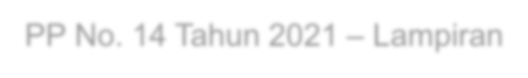 PP No. 14 Tahun 2021 – Lampiran